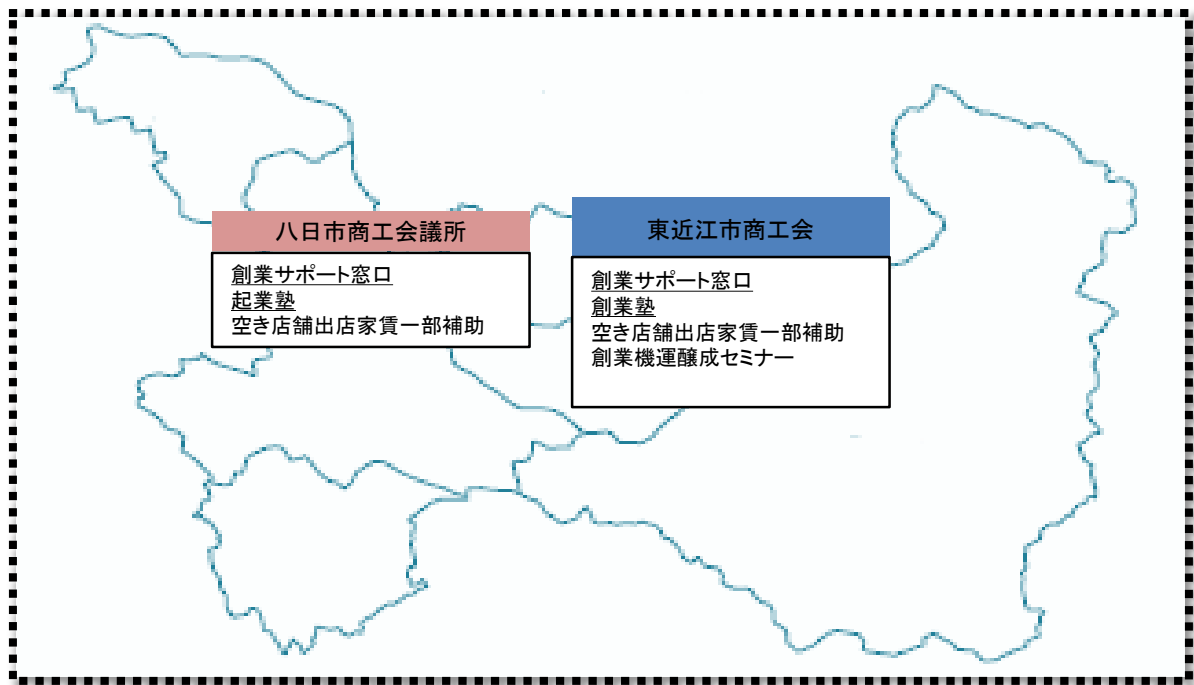 八日市商工会議所
創業サポート窓口
起業塾
空き店舗出店家賃一部補助
東近江市商工会
創業サポート窓口
創業塾
空き店舗出店家賃一部補助
創業機運醸成セミナー